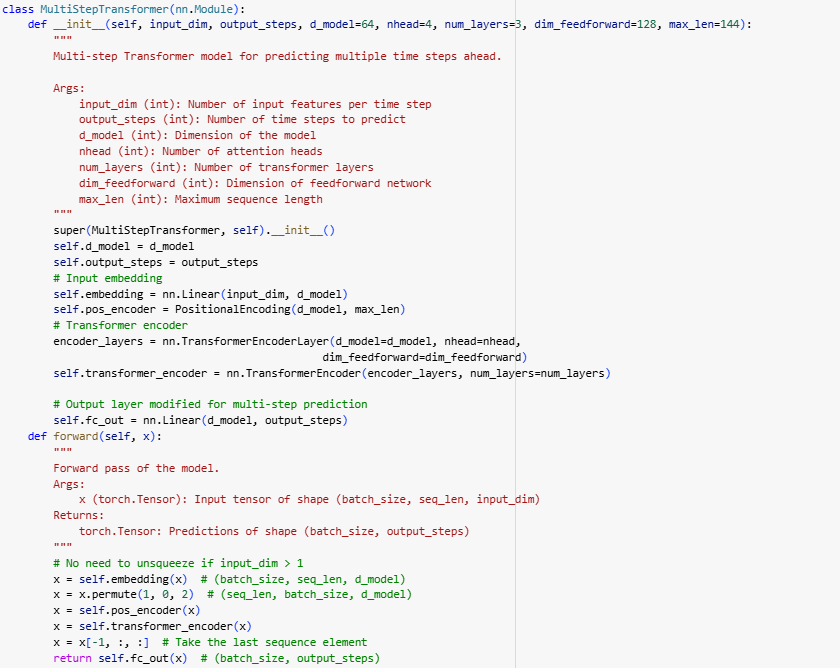 class MultiStepTransformer(nn.Module):
    def __init__(self, input_dim, output_steps, d_model=64, nhead=4, num_layers=3, dim_feedforward=128, max_len=144):
        """
        Multi-step Transformer model for predicting multiple time steps ahead.

        Args:
            input_dim (int): Number of input features per time step
            output_steps (int): Number of time steps to predict
            d_model (int): Dimension of the model
            nhead (int): Number of attention heads
            num_layers (int): Number of transformer layers
            dim_feedforward (int): Dimension of feedforward network
            max_len (int): Maximum sequence length
        """
        super(MultiStepTransformer, self).__init__()
        self.d_model = d_model
        self.output_steps = output_steps
        # Input embedding
        self.embedding = nn.Linear(input_dim, d_model)
        self.pos_encoder = PositionalEncoding(d_model, max_len)
        # Transformer encoder
        encoder_layers = nn.TransformerEncoderLayer(d_model=d_model, nhead=nhead,
                                                  dim_feedforward=dim_feedforward)
        self.transformer_encoder = nn.TransformerEncoder(encoder_layers, num_layers=num_layers)

        # Output layer modified for multi-step prediction
        self.fc_out = nn.Linear(d_model, output_steps)
    def forward(self, x):
        """
        Forward pass of the model.
        Args:
            x (torch.Tensor): Input tensor of shape (batch_size, seq_len, input_dim)
        Returns:
            torch.Tensor: Predictions of shape (batch_size, output_steps)
        """
        # No need to unsqueeze if input_dim > 1
        x = self.embedding(x)  # (batch_size, seq_len, d_model)
        x = x.permute(1, 0, 2)  # (seq_len, batch_size, d_model)
        x = self.pos_encoder(x)
        x = self.transformer_encoder(x)
        x = x[-1, :, :]  # Take the last sequence element
        return self.fc_out(x)  # (batch_size, output_steps)